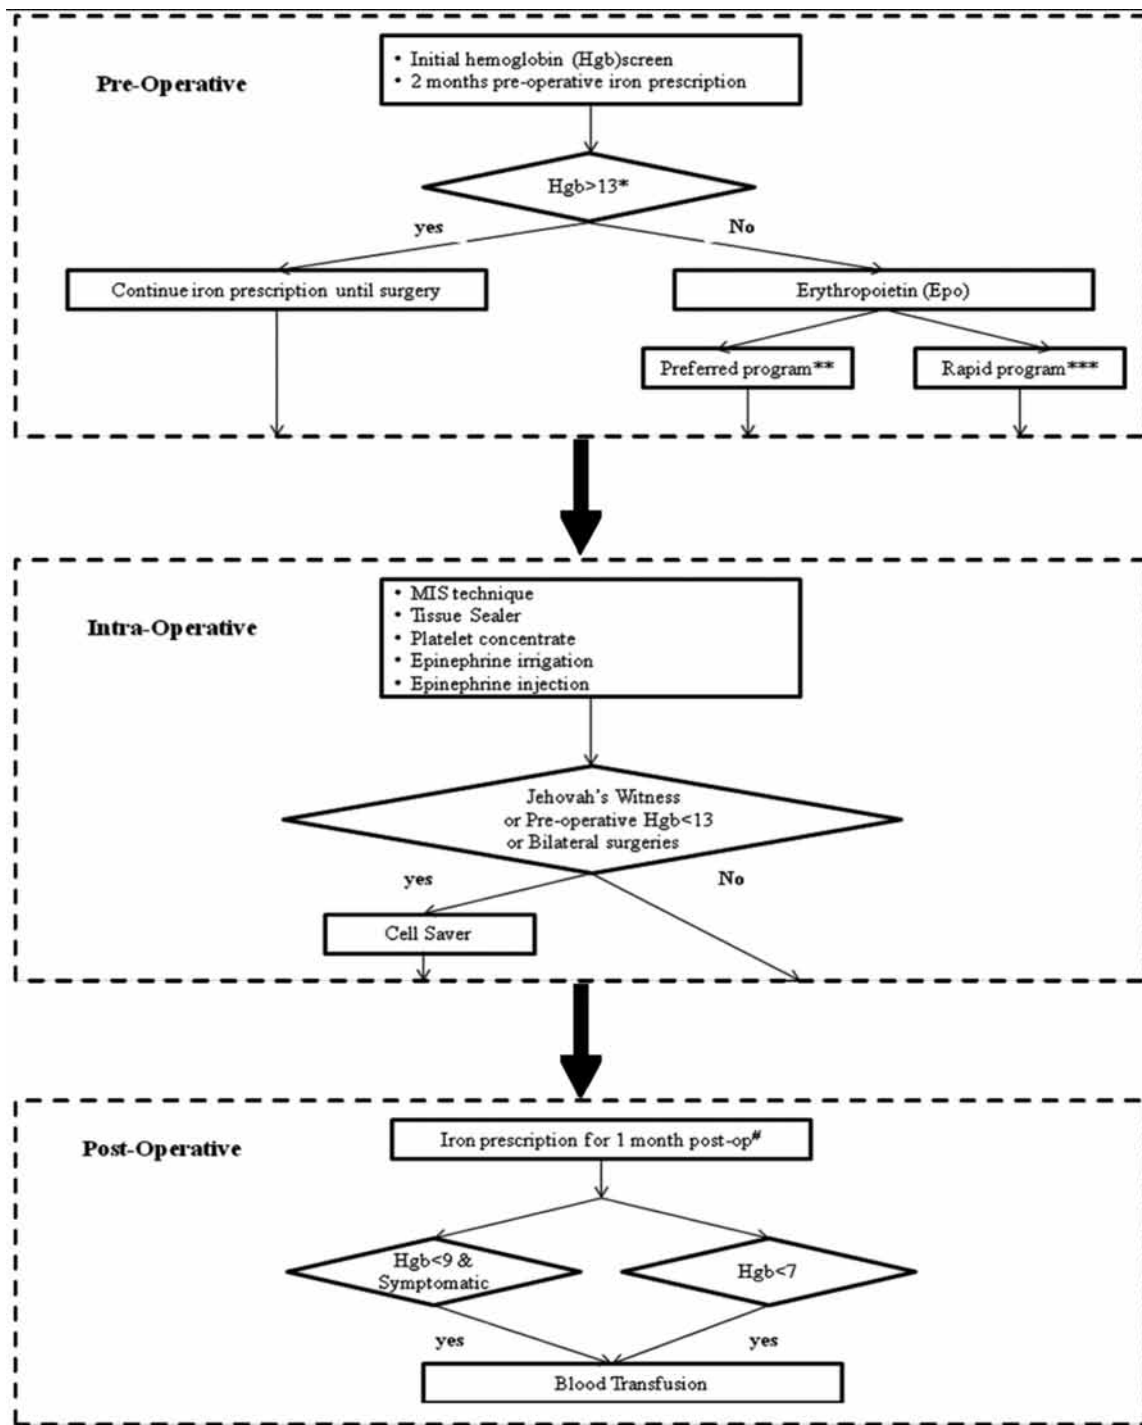 Pre-Operative
• Initial hemoglobin (Hgb)screen
• 2 months pre-operative iron prescription
Hgb>13*
yes
No
Continue iron prescription until surgery
Erythropoietin (Epo)
Preferred program**
Rapid program***
Intra-Operative
• MIS technique
• Tissue Sealer
• Platelet concentrate
• Epinephrine irrigation
• Epinephrine injection
Jehovah's Witness
or Pre-operative Hgb<13
or Bilateral surgeries
yes
No
Cell Saver
Post-Operative
Iron prescription for 1 month post-op#
Hgb<9 &
Symptomatic
Hgb<7
yes
yes
Blood Transfusion